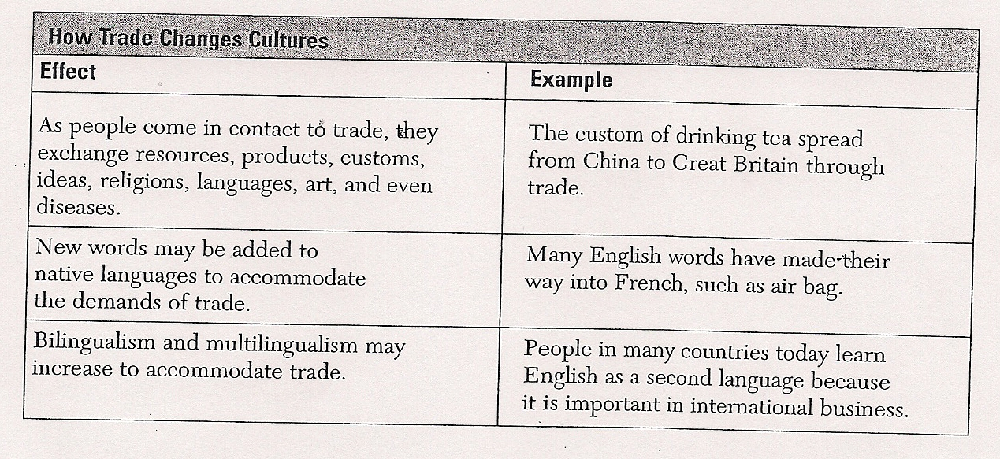 How Trade Changes Cultures
Effect
Example
As people come in contact to trade, they
exchange resources, products, customs,
ideas, religions, languages, art, and even
diseases.
The custom of drinking tea spread
from China to Great Britain through
trade.
New words may be added to
native languages to accommodate
the demands of trade.
Many English words have made their
way into French, such as air bag.
Bilingualism and multilingualism may
increase to accommodate trade.
People in many countries today learn
English as a second language because
it is important in international business.